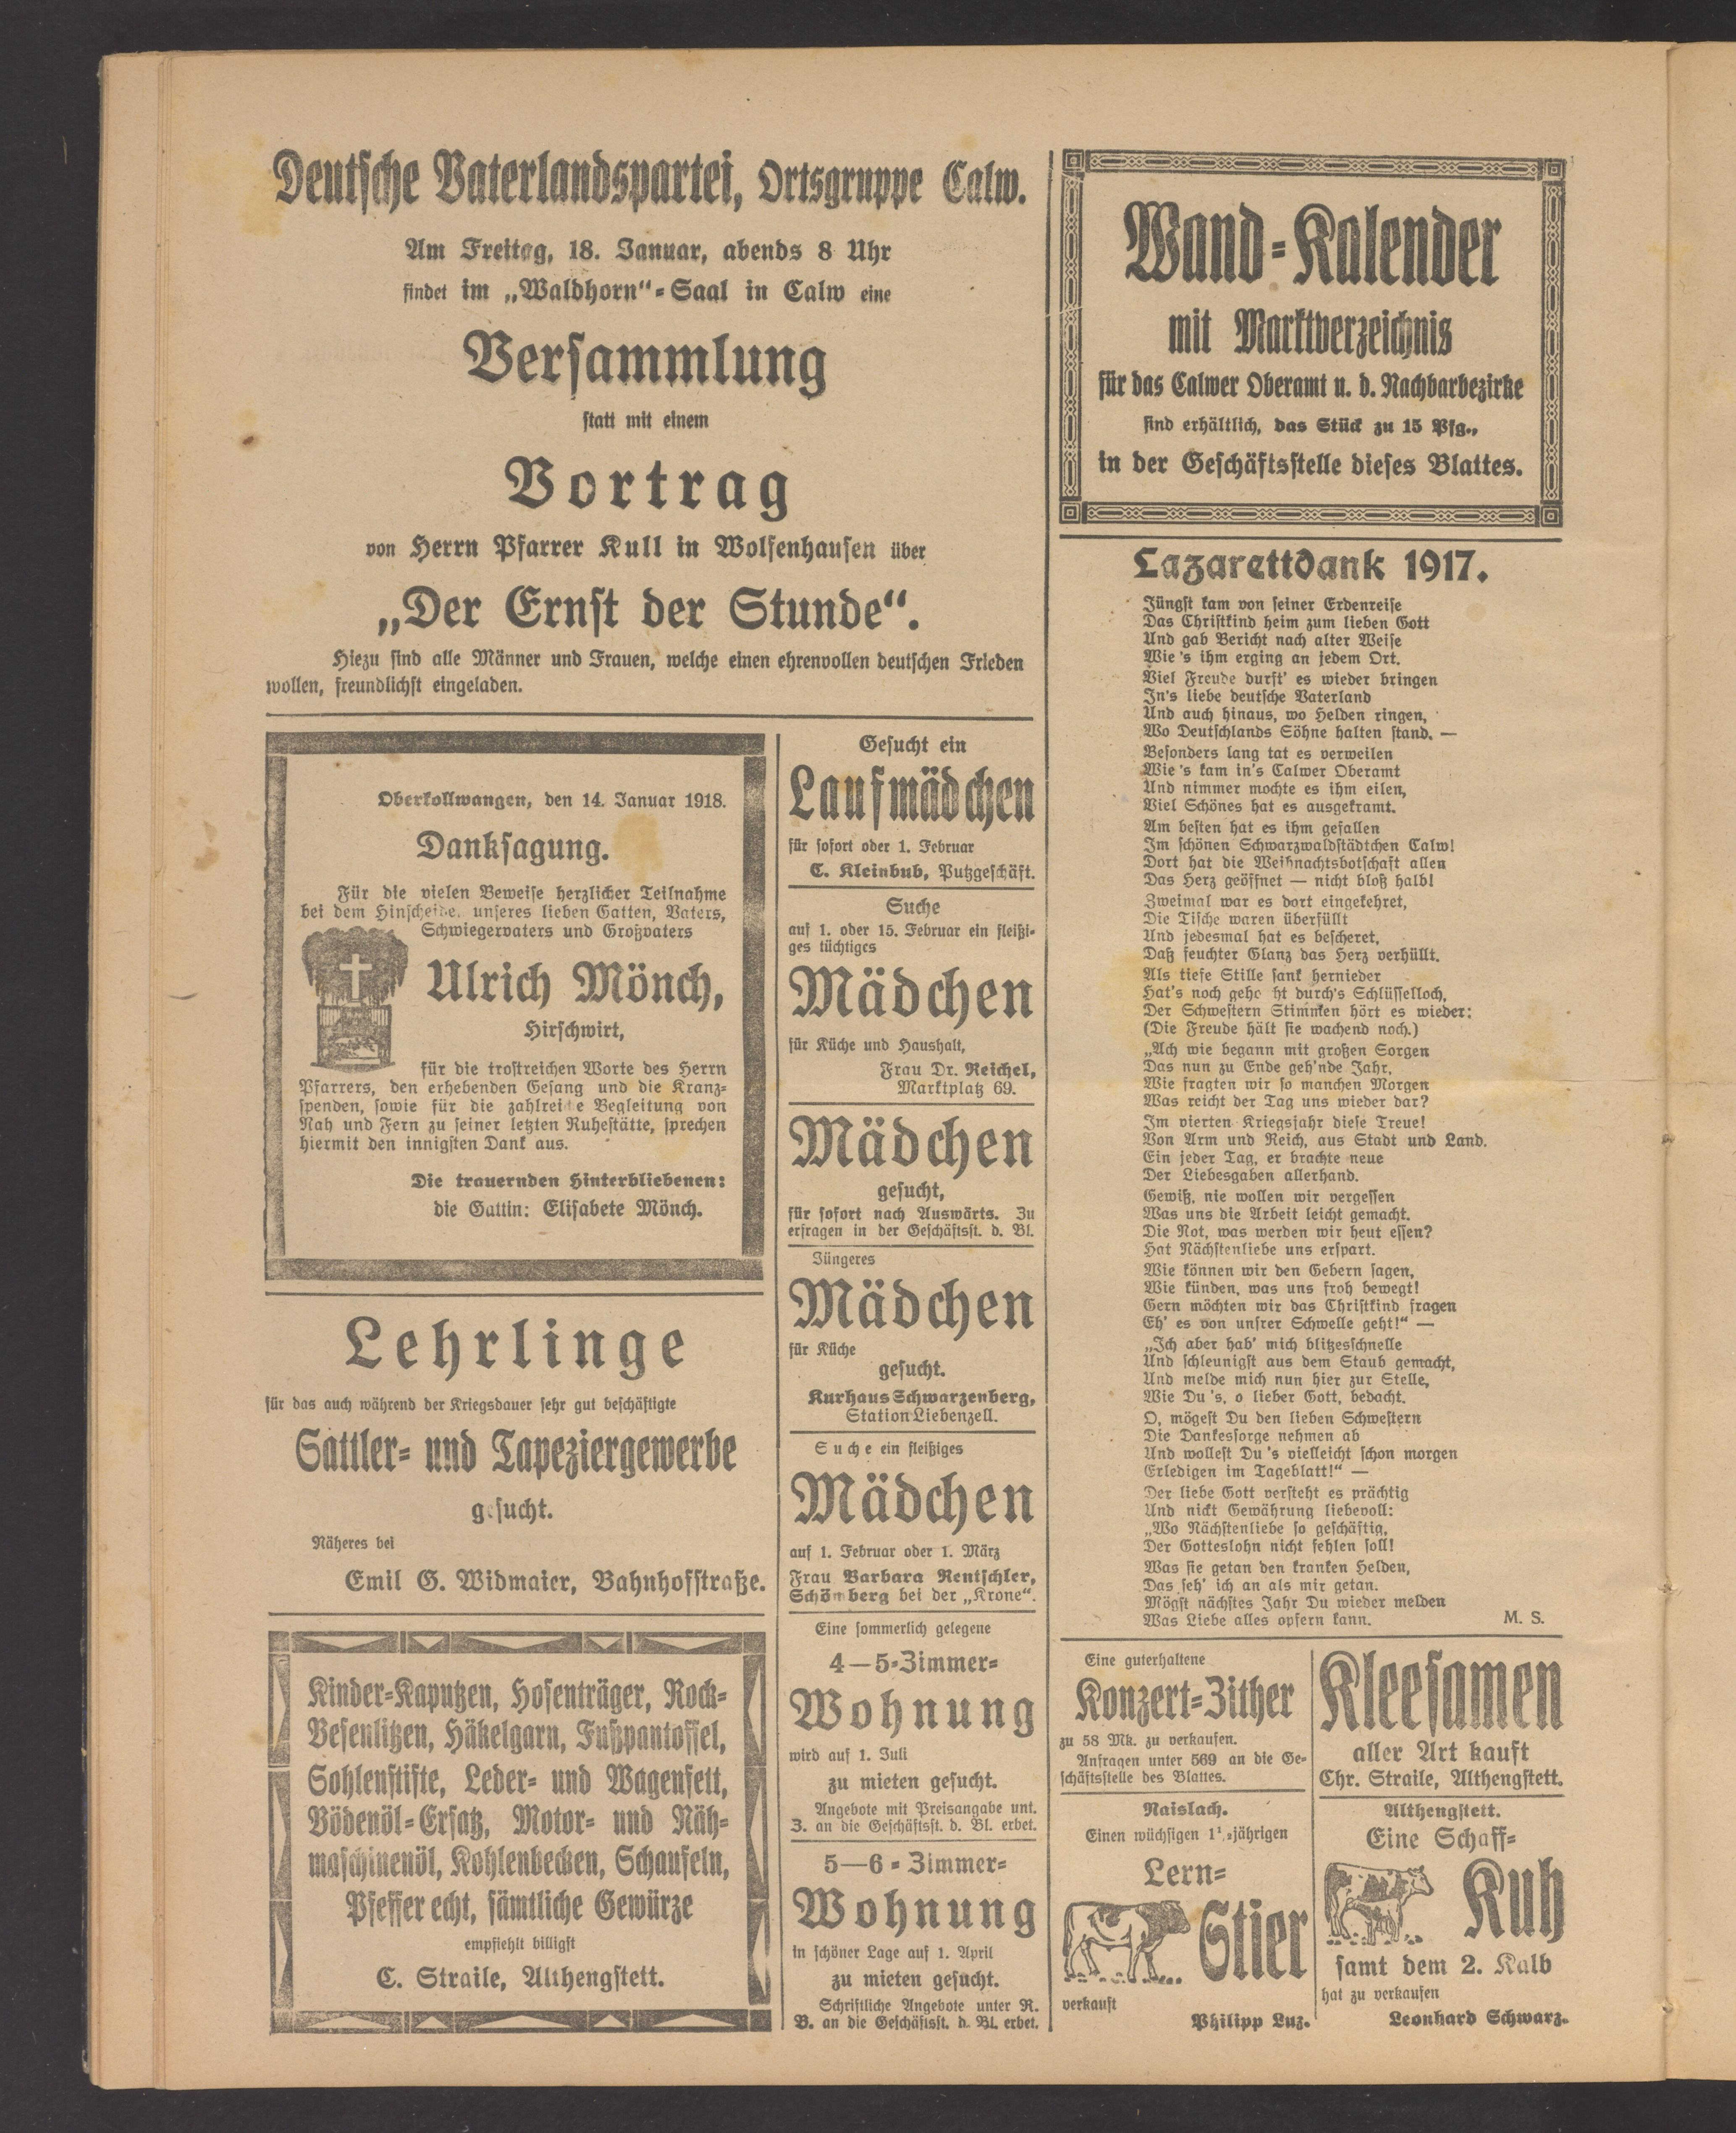 Deutsche Vaterlandspartei, Ortsgruppe Calw.
Am Freitag, 18. Januar, abends 8 Uhr
findet im „Waldhorn“-Saal in Calw eine
Versammlung
statt mit einem
Vortrag
von Herrn Pfarrer Kull in Wolfenhausen über
„Der Ernst der Stunde“.
Hiezu sind alle Männer und Frauen, welche einen ehrenvollen deutschen Frieden
wollen, freundlichst eingeladen.
Oberkollwangen, den 14. Januar 1918.
Danksagung.
Für die vielen Beweise herzlicher Teilnahme
bei dem Hinscheiden unseres lieben Gatten, Vaters,
Schwiegervaters und Großvaters
Ulrich Mönch,
Hirschwirt,
für die trostreichen Worte des Herrn
Pfarrers, den erhebenden Gesang und die Kranz-
spenden, sowie für die zahlreiche Begleitung von
Nah und Fern zu seiner letzten Ruhestätte, sprechen
hiermit den innigsten Dank aus.
Die trauernden Hinterbliebenen:
die Gattin: Elisabete Mönch.
Lehrlinge
für das auch während der Kriegsdauer sehr gut beschäftigte
Sattler- und Tapeziergewerbe
gesucht.
Näheres bei
Emil G. Widmaier, Bahnhofstraße.
Kinder-Kaputzen, Hosenträger, Rock-
Besenlitzen, Häkelgarn, Fußpantoffel,
Sohlenstifte, Leder- und Wagenfett,
Bödenöl-Ersatz, Motor- und Näh-
maschinenöl, Kohlenbecken, Schaufeln,
Pfeffer echt, sämtliche Gewürze
empfiehlt billigst
C. Straile, Althengstett.
Gesucht ein
Laufmädchen
für sofort oder 1. Februar
C. Kleinbub, Putzgeschäft.
Suche
auf 1. oder 15. Februar ein fleißi-
ges tüchtiges
Mädchen
für Küche und Haushalt,
Frau Dr. Reichel,
Marktplatz 69.
Mädchen
gesucht,
für sofort nach Auswärts. Zu
erfragen in der Geschäftsst. d. Bl.
Jüngeres
Mädchen
für Küche
gesucht.
Kurhaus Schwarzenberg,
Station Liebenzell.
Suche ein fleißiges
Mädchen
auf 1. Februar oder 1. März
Frau Barbara Rentschler,
Schömberg bei der „Krone“.
Eine sommerlich gelegene
4—5-Zimmer-
Wohnung
wird auf 1. Juli
zu mieten gesucht.
Angebote mit Preisangabe unt.
Z. an die Geschäftsst. d. Bl. erbet.
5—6-Zimmer-
Wohnung
in schöner Lage auf 1. April
zu mieten gesucht.
Schriftliche Angebote unter R.
B. an die Geschäftsst. d. Bl. erbet.
Wand-Kalender
mit Marktverzeichnis
für das Calwer Oberamt u. d. Nachbarbezirke
sind erhältlich, das Stück zu 15 Pfg.,
in der Geschäftsstelle dieses Blattes.
Lazarettdank 1917.
Jüngst kam von seiner Erdenreise
Das Christkind heim zum lieben Gott
Und gab Bericht nach alter Weise
Wie's ihm erging an jedem Ort.
Viel Freude durft' es wieder bringen
In's liebe deutsche Vaterland
Und auch hinaus, wo Helden ringen,
Wo Deutschlands Söhne halten stand. —
Besonders lang tat es verweilen
Wie's kam in's Calwer Oberamt
Und nimmer mochte es ihm eilen,
Viel Schönes hat es ausgekramt.
Am besten hat es ihm gefallen
Im schönen Schwarzwaldstädtchen Calw!
Dort hat die Weihnachtsbotschaft allen
Das Herz geöffnet — nicht bloß halb!
Zweimal war es dort eingekehret,
Die Tische waren überfüllt
Und jedesmal hat es bescheret,
Daß feuchter Glanz das Herz verhüllt.
Als tiefe Stille sank hernieder
Hat's noch gehorcht durch's Schlüsselloch,
Der Schwestern Stimmen hört es wieder:
(Die Freude hält sie wachend noch.)
„Ach wie begann mit großen Sorgen
Das nun zu Ende geh'nde Jahr,
Wie fragten wir so manchen Morgen
Was reicht der Tag uns wieder dar?
Im vierten Kriegsjahr diese Treue!
Von Arm und Reich, aus Stadt und Land.
Ein jeder Tag, er brachte neue
Der Liebesgaben allerhand.
Gewiß, nie wollen wir vergessen
Was uns die Arbeit leicht gemacht.
Die Not, was werden wir heut essen?
Hat Nächstenliebe uns erspart.
Wie können wir den Gebern sagen,
Wie künden, was uns froh bewegt!
Gern möchten wir das Christkind fragen
Eh' es von unsrer Schwelle geht!“ —
„Ich aber hab' mich blitzesschnelle
Und schleunigst aus dem Staub gemacht,
Und melde mich nun hier zur Stelle,
Wie Du's, o lieber Gott, bedacht.
O, mögest Du den lieben Schwestern
Die Dankessorge nehmen ab
Und wollest Du's vielleicht schon morgen
Erledigen im Tageblatt!“ —
Der liebe Gott versteht es prächtig
Und nickt Gewährung liebevoll:
„Wo Nächstenliebe so geschäftig,
Der Gotteslohn nicht fehlen soll!
Was sie getan den kranken Helden,
Das seh' ich an als mir getan.
Mögst nächstes Jahr Du wieder melden
Was Liebe alles opfern kann.
M. S.
Eine guterhaltene
Konzert-Zither
zu 58 Mk. zu verkaufen.
Anfragen unter 569 an die Ge-
schäftsstelle des Blattes.
Naislach.
Einen wüchsigen 1½-jährigen
Lern-
Stier
verkauft
Philipp Luz.
Kleesamen
aller Art kauft
Chr. Straile, Althengstett.
Althengstett.
Eine Schaff-
Kuh
samt dem 2. Kalb
hat zu verkaufen
Leonhard Schwarz.